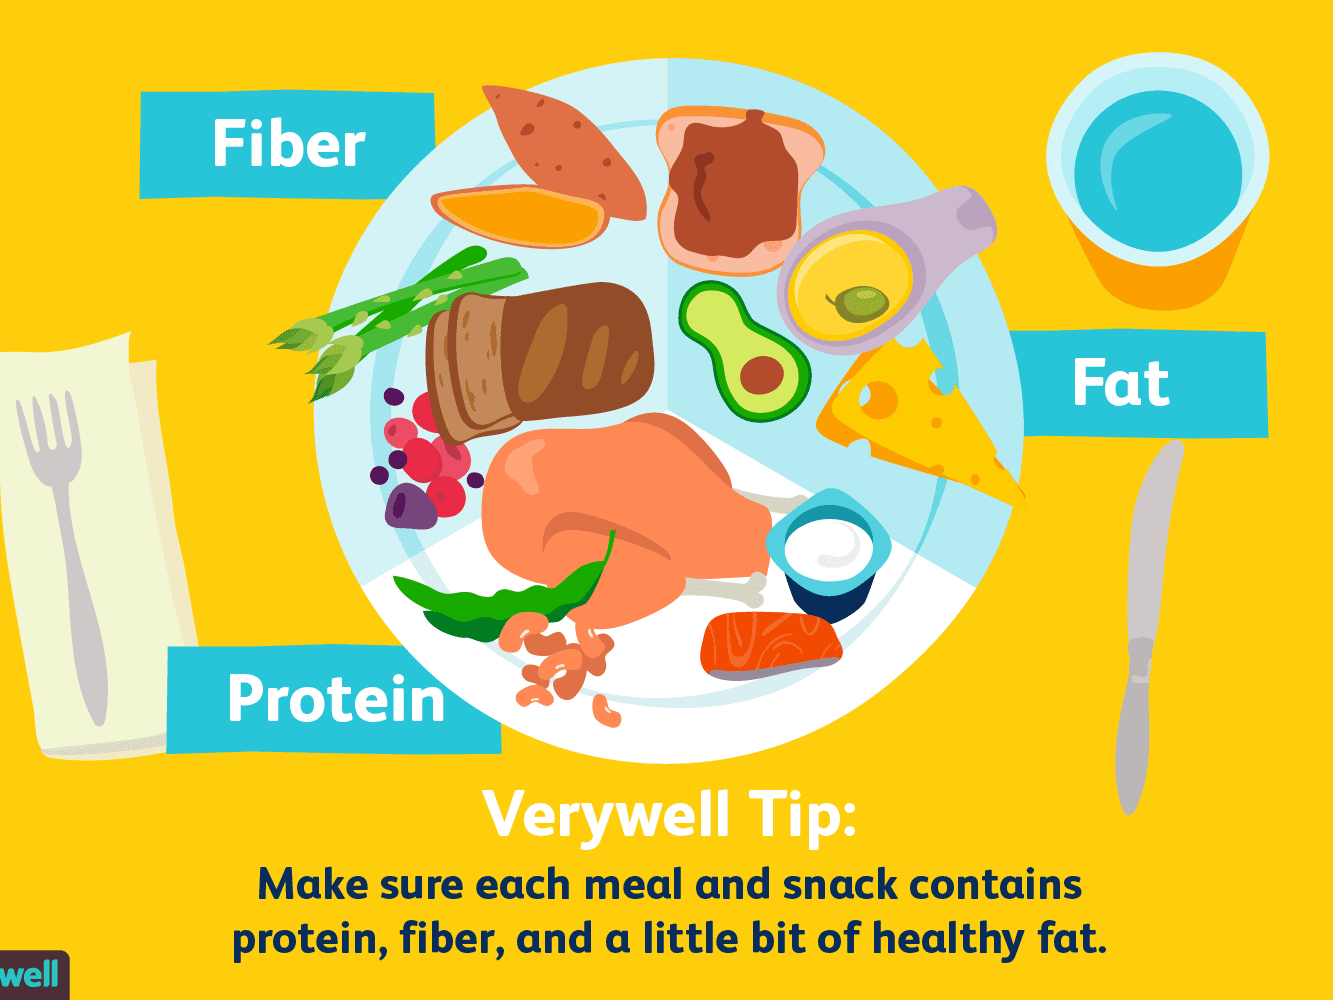 Fiber
Fat
Protein
Verywell Tip:
Make sure each meal and snack contains
protein, fiber, and a little bit of healthy fat.
well